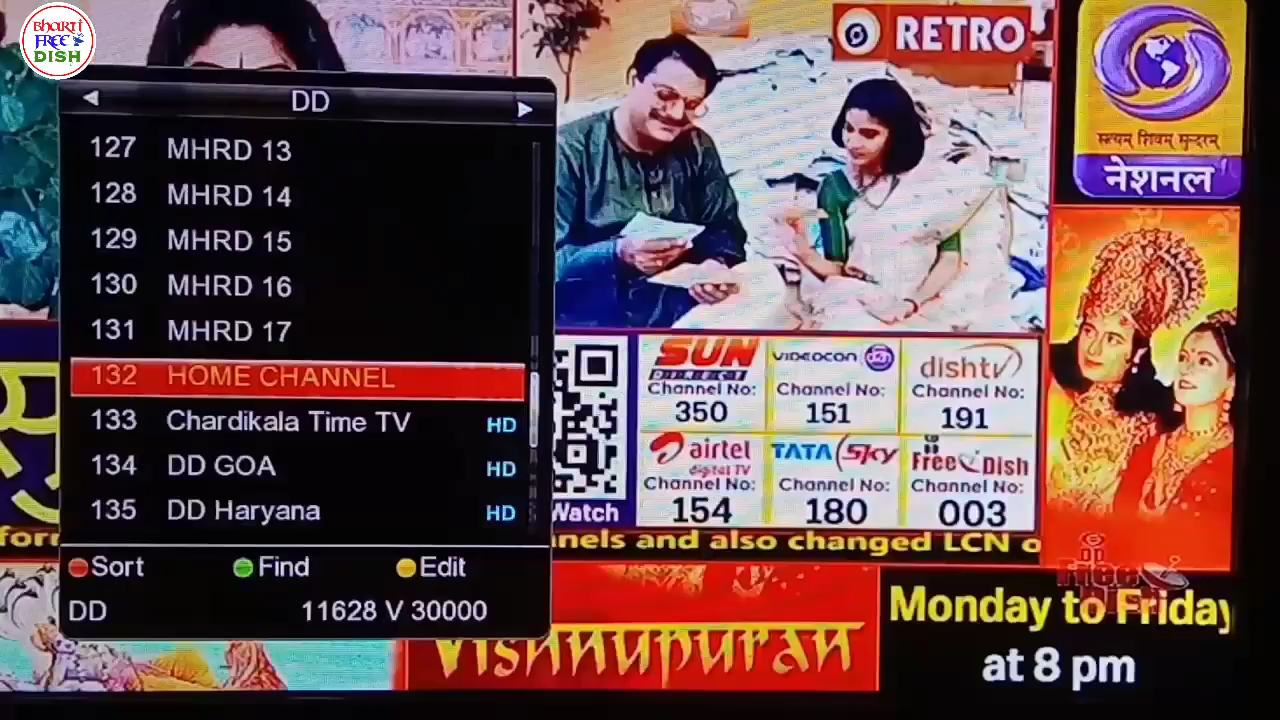 BHARTI
FREE
DISH
DD
127 MHRD 13
128 MHRD 14
129 MHRD 15
130 MHRD 16
131 MHRD 17
132 HOME CHANNEL
133 Chardikala Time TV HD
134 DD GOA HD
135 DD Haryana HD
Sort Find Edit
DD 11628 V 30000
RETRO
सत्यम् शिवम् सुन्दरम्
नेशनल
SUN
DIRECT
Channel No:
350
VIDEOCON d2h
Channel No:
151
dishtv
Channel No:
191
airtel
digital TV
Channel No:
154
TATA Sky
Channel No:
180
Free Dish
Channel No:
003
Watch
nels and also changed LCN o
DD
Free
Dish
Vishnupuran
Monday to Friday
at 8 pm